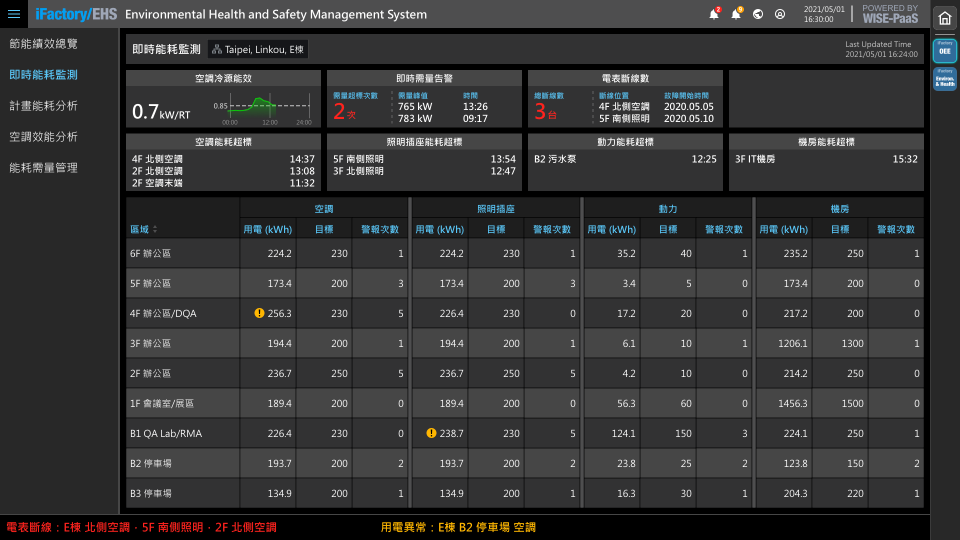 iFactory/EHS Environmental Health and Safety Management System 2 5 2021/05/01 16:30:00 POWERED BY WISE-PaaS
節能績效總覽
即時能耗監測
計畫能耗分析
空調效能分析
能耗需量管理
即時能耗監測 Taipei, Linkou, E棟 Last Updated Time
2021/05/01 16:24:00
iFactory OEE
iFactory Environ. & Health
空調冷源能效
0.7 kW/RT
0.85
00:00 12:00 24:00
即時需量告警
需量超標次數 需量峰值 時間
2 次 765 kW 13:26
783 kW 09:17
電表斷線數
總斷線數 斷線位置 故障開始時間
3 台 4F 北側空調 2020.05.05
5F 南側照明 2020.05.10
空調能耗超標
4F 北側空調 14:37
2F 北側空調 13:08
2F 空調末端 11:32
照明插座能耗超標
5F 南側照明 13:54
3F 北側照明 12:47
動力能耗超標
B2 污水泵 12:25
機房能耗超標
3F IT機房 15:32
空調 照明插座 動力 機房
區域 用電 (kWh) 目標 警報次數 用電 (kWh) 目標 警報次數 用電 (kWh) 目標 警報次數 用電 (kWh) 目標 警報次數
6F 辦公區 224.2 230 1 224.2 230 1 35.2 40 1 235.2 250 1
5F 辦公區 173.4 200 3 173.4 200 3 3.4 5 0 173.4 200 0
4F 辦公區/DQA 256.3 230 5 226.4 230 0 17.2 20 0 217.2 200 0
3F 辦公區 194.4 200 1 194.4 200 1 6.1 10 1 1206.1 1300 1
2F 辦公區 236.7 250 5 236.7 250 5 4.2 10 0 214.2 250 0
1F 會議室/展區 189.4 200 0 189.4 200 0 56.3 60 0 1456.3 1500 0
B1 QA Lab/RMA 226.4 230 0 238.7 230 5 124.1 150 3 224.1 250 1
B2 停車場 193.7 200 2 193.7 200 2 23.8 25 2 123.8 150 2
B3 停車場 134.9 200 1 134.9 200 1 16.3 30 1 204.3 220 1
電表斷線：E棟 北側空調、5F 南側照明、2F 北側空調 用電異常：E棟 B2 停車場 空調